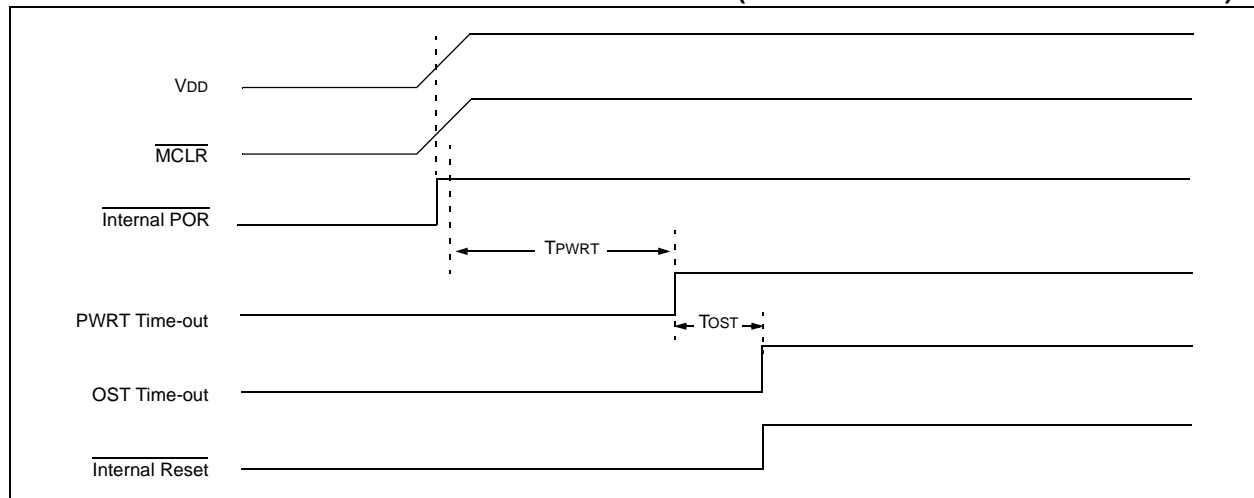 VDD
MCLR
Internal POR
TPWRT
PWRT Time-out
TOST
OST Time-out
Internal Reset